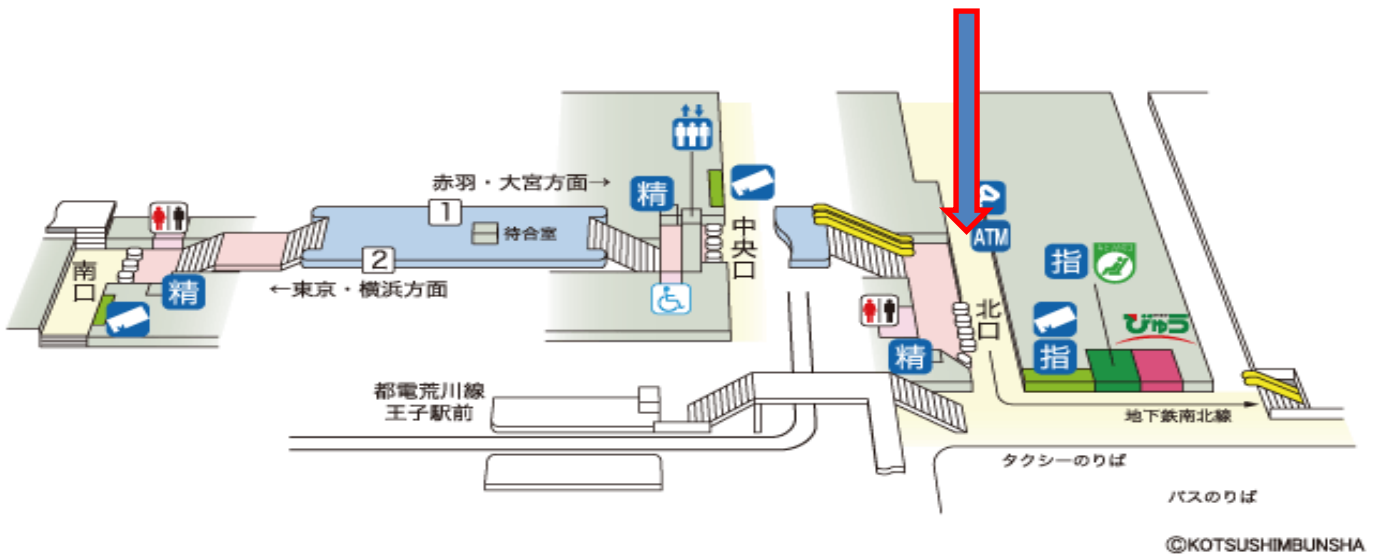 赤羽・大宮方面→
精
1
待合室
2
←東京・横浜方面
中央口
南口
精
ATM
指
びゅう
北口
指
精
都電荒川線
王子駅前
地下鉄南北線
タクシーのりば
バスのりば
©KOTSUSHIMBUNSHA